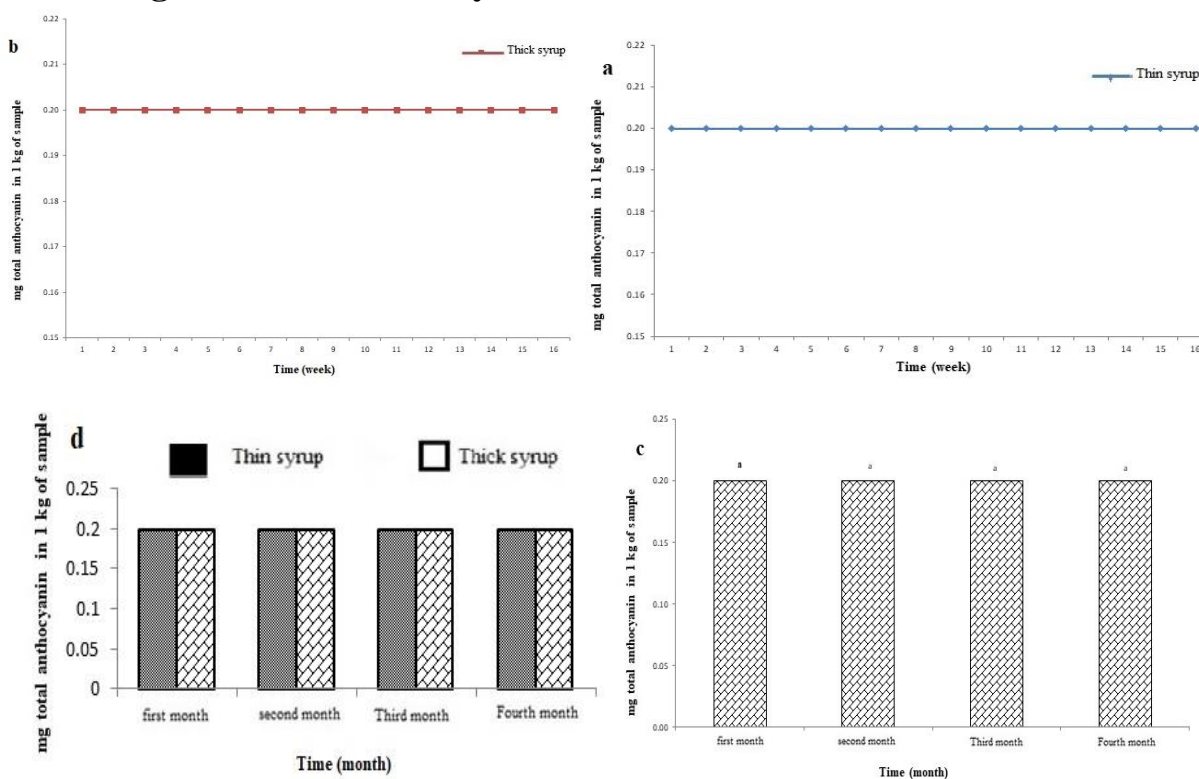 b
Thick syrup
mg total anthocyanin in 1 kg of sample
0.22
0.21
0.20
0.19
0.18
0.17
0.16
0.15
1 2 3 4 5 6 7 8 9 10 11 12 13 14 15 16
Time (week)
a
Thin syrup
mg total anthocyanin in 1 kg of sample
0.22
0.21
0.20
0.19
0.18
0.17
0.16
0.15
1 2 3 4 5 6 7 8 9 10 11 12 13 14 15 16
Time (week)
d
Thin syrup Thick syrup
mg total anthocyanin in 1 kg of sample
0.25
0.2
0.15
0.1
0.05
0
first month second month Third month Fourth month
Time (month)
c
mg total anthocyanin in 1 kg of sample
0.25
0.20
0.15
0.10
0.05
0.00
a a a a
first month second month Third month Fourth month
Time (month)